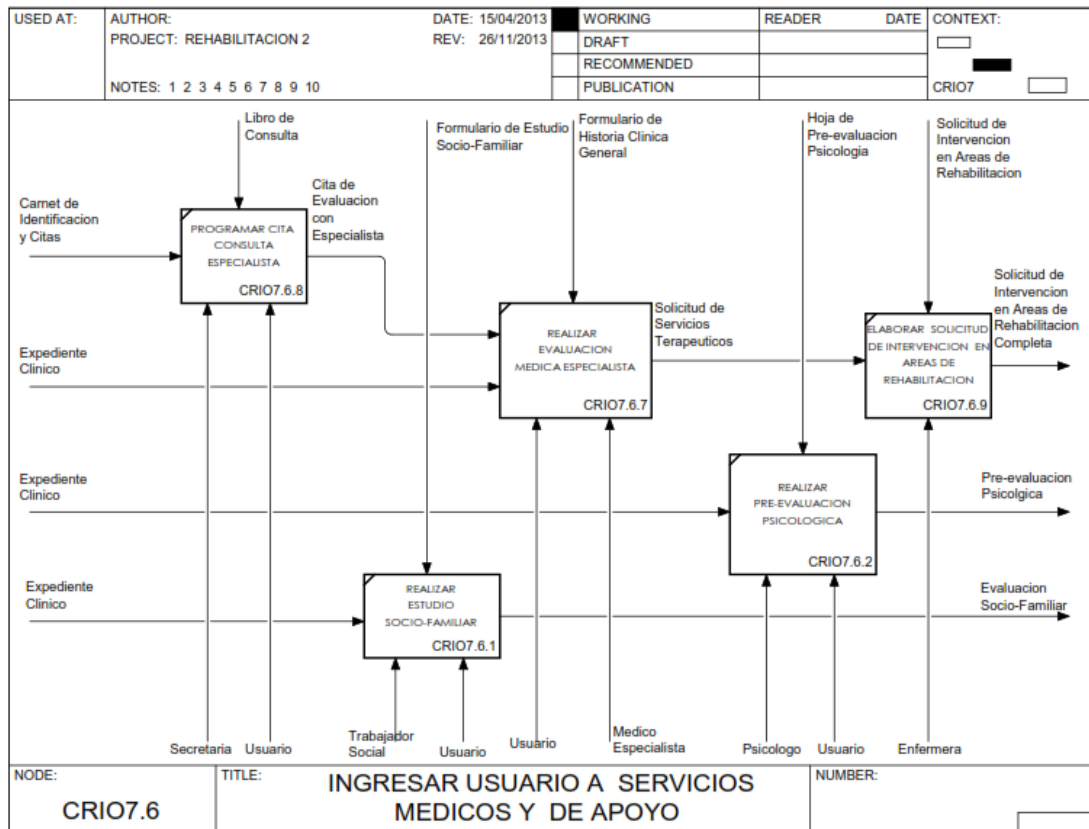 USED AT:
AUTHOR:
DATE: 15/04/2013
PROJECT: REHABILITACION 2
REV: 26/11/2013
NOTES: 1 2 3 4 5 6 7 8 9 10
WORKING
DRAFT
RECOMMENDED
PUBLICATION
READER
DATE
CONTEXT:
CRIO7
Libro de
Consulta
Formulario de Estudio
Socio-Familiar
Formulario de
Historia Clinica
General
Hoja de
Pre-evaluacion
Psicologia
Solicitud de
Intervencion
en Areas de
Rehabilitacion
Carnet de
Identificacion
y Citas
PROGRAMAR CITA
CONSULTA
ESPECIALISTA
CRIO7.6.8
Cita de
Evaluacion
con
Especialista
Expediente
Clinico
REALIZAR
EVALUACION
MEDICA ESPECIALISTA
CRIO7.6.7
Solicitud de
Servicios
Terapeuticos
ELABORAR SOLICITUD
DE INTERVENCION EN
AREAS DE
REHABILITACION
CRIO7.6.9
Solicitud de
Intervencion
en Areas de
Rehabilitacion
Completa
Expediente
Clinico
REALIZAR
PRE-EVALUACION
PSICOLOGICA
CRIO7.6.2
Pre-evaluacion
Psicolgica
Expediente
Clinico
REALIZAR
ESTUDIO
SOCIO-FAMILIAR
CRIO7.6.1
Evaluacion
Socio-Familiar
Secretaria
Usuario
Trabajador
Social
Usuario
Usuario
Medico
Especialista
Psicologo
Usuario
Enfermera
NODE:
CRIO7.6
TITLE:
INGRESAR USUARIO A SERVICIOS
MEDICOS Y DE APOYO
NUMBER: